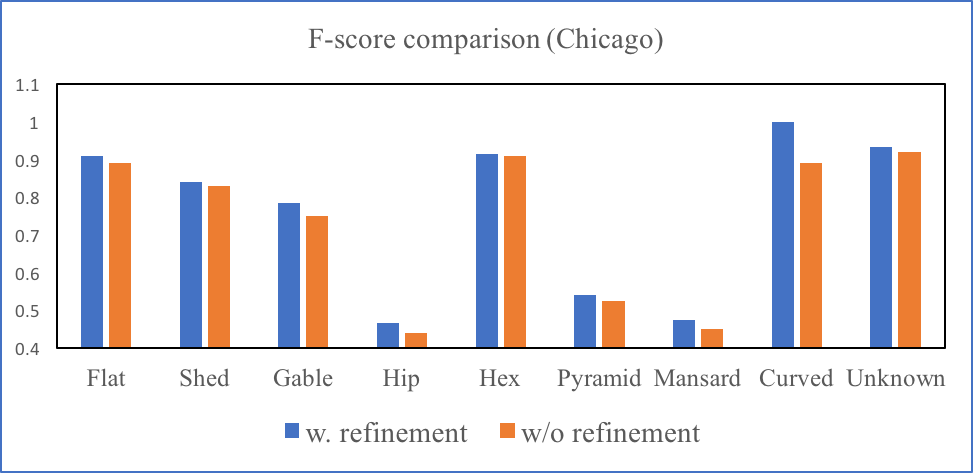 F-score comparison (Chicago)
1.1
1
0.9
0.8
0.7
0.6
0.5
0.4
Flat Shed Gable Hip Hex Pyramid Mansard Curved Unknown
w. refinement w/o refinement